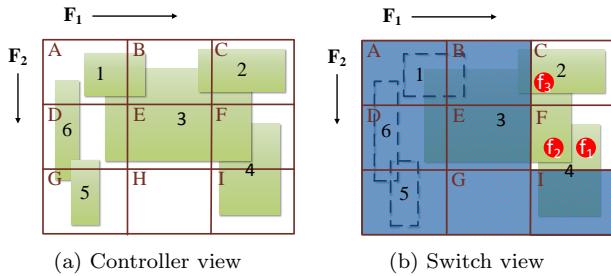 F1 F1
F2 F2
A B C A B C
1 2 1 2
f3
D E F D E F
6 3 6 3 f2 f1
4 4
G H I G I
5 5
(a) Controller view (b) Switch view